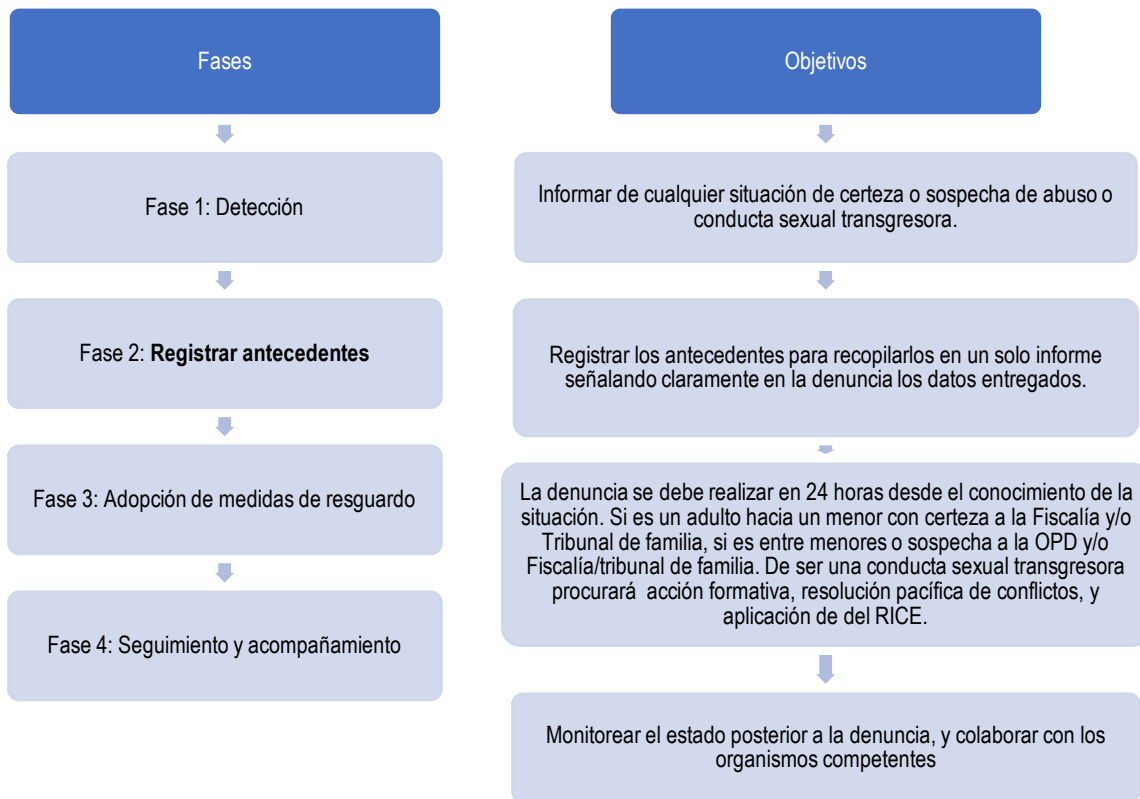 Fases
Fase 1: Detección
Fase 2: Registrar antecedentes
Fase 3: Adopción de medidas de resguardo
Fase 4: Seguimiento y acompañamiento
Objetivos
Informar de cualquier situación de certeza o sospecha de abuso o
conducta sexual transgresora.
Registrar los antecedentes para recopilarlos en un solo informe
señalando claramente en la denuncia los datos entregados.
La denuncia se debe realizar en 24 horas desde el conocimiento de la
situación. Si es un adulto hacia un menor con certeza a la Fiscalía y/o
Tribunal de familia, si es entre menores o sospecha a la OPD y/o
Fiscalía/tribunal de familia. De ser una conducta sexual transgresora
procurará acción formativa, resolución pacífica de conflictos, y
aplicación de del RICE.
Monitorear el estado posterior a la denuncia, y colaborar con los
organismos competentes